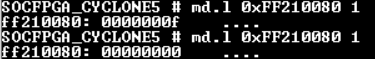 SOCFPGA_CYCLONE5 # md.l 0xFF210080 1
ff210080: 0000000f    ....
SOCFPGA_CYCLONE5 # md.l 0xFF210080 1
ff210080: 00000000    ....